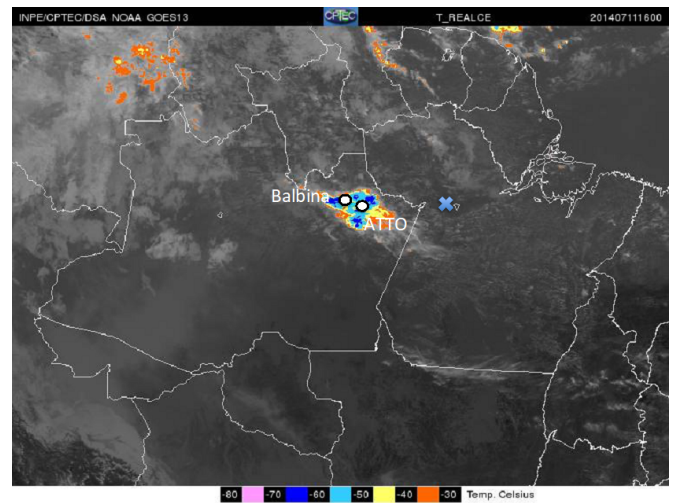 INPE/CPTEC/DSA NOAA GOES13 CPTEC T_REALCE 201407111600
Balbina
ATTO
-80 -70 -60 -50 -40 -30 Temp. Celsius